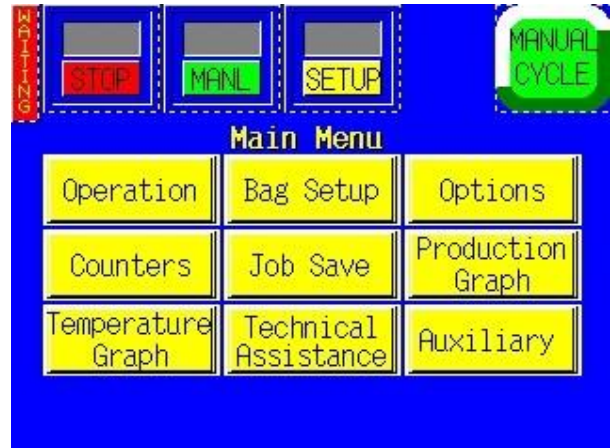 WAITING
STOP
MANL
SETUP
MANUAL
CYCLE
Main Menu
Operation
Bag Setup
Options
Counters
Job Save
Production
Graph
Temperature
Graph
Technical
Assistance
Auxiliary